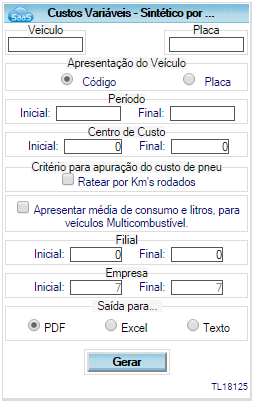 SaaS
Custos Variáveis - Sintético por ...
Veículo Placa
Apresentação do Veículo
Código Placa
Período
Inicial: Final:
Centro de Custo
Inicial: 0 Final: 0
Critério para apuração do custo de pneu
Ratear por Km's rodados
Apresentar média de consumo e litros, para
veículos Multicombustível.
Filial
Inicial: 0 Final: 0
Empresa
Inicial: 7 Final: 7
Saída para...
PDF Excel Texto
Gerar
TL18125